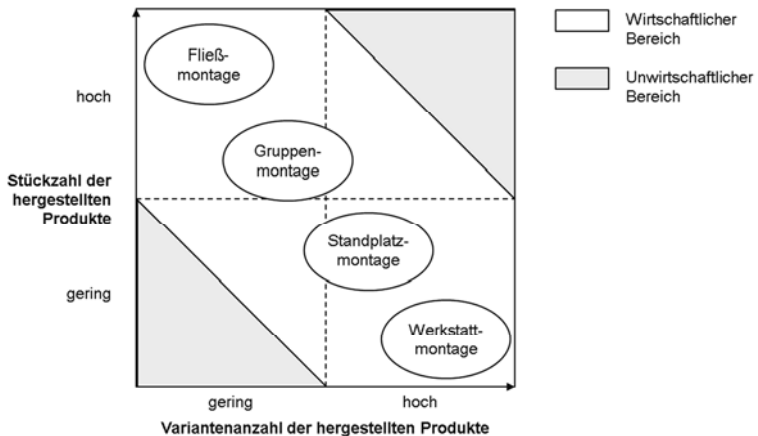 Fließ-
montage
Gruppen-
montage
Standplatz-
montage
Werkstatt-
montage
hoch
Stückzahl der
hergestellten
Produkte
gering
gering
hoch
Variantenanzahl der hergestellten Produkte
Wirtschaftlicher
Bereich
Unwirtschaftlicher
Bereich